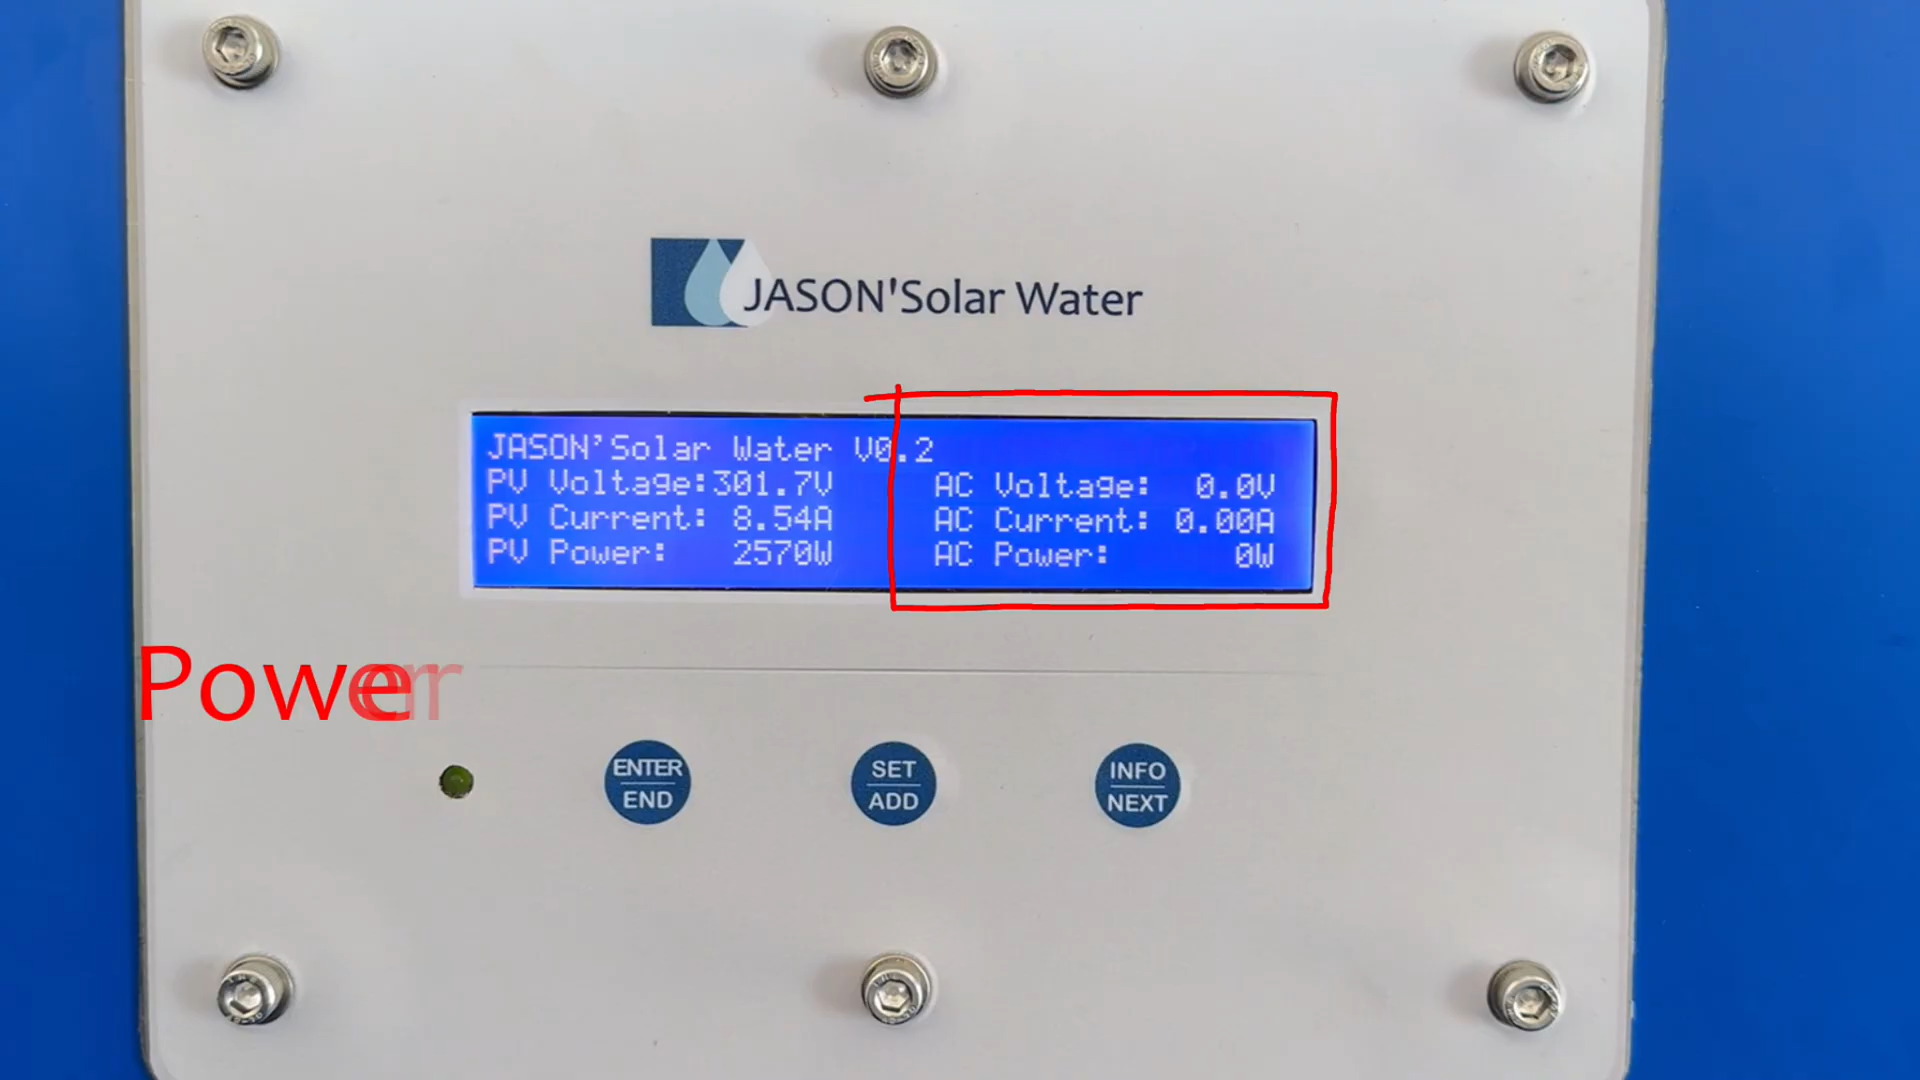 JASON'Solar Water
JASON'Solar Water V0.2
PV Voltage:301.7V AC Voltage: 0.0V
PV Current: 8.54A AC Current: 0.00A
PV Power: 2570W AC Power: 0W
Power
ENTER
END
SET
ADD
INFO
NEXT